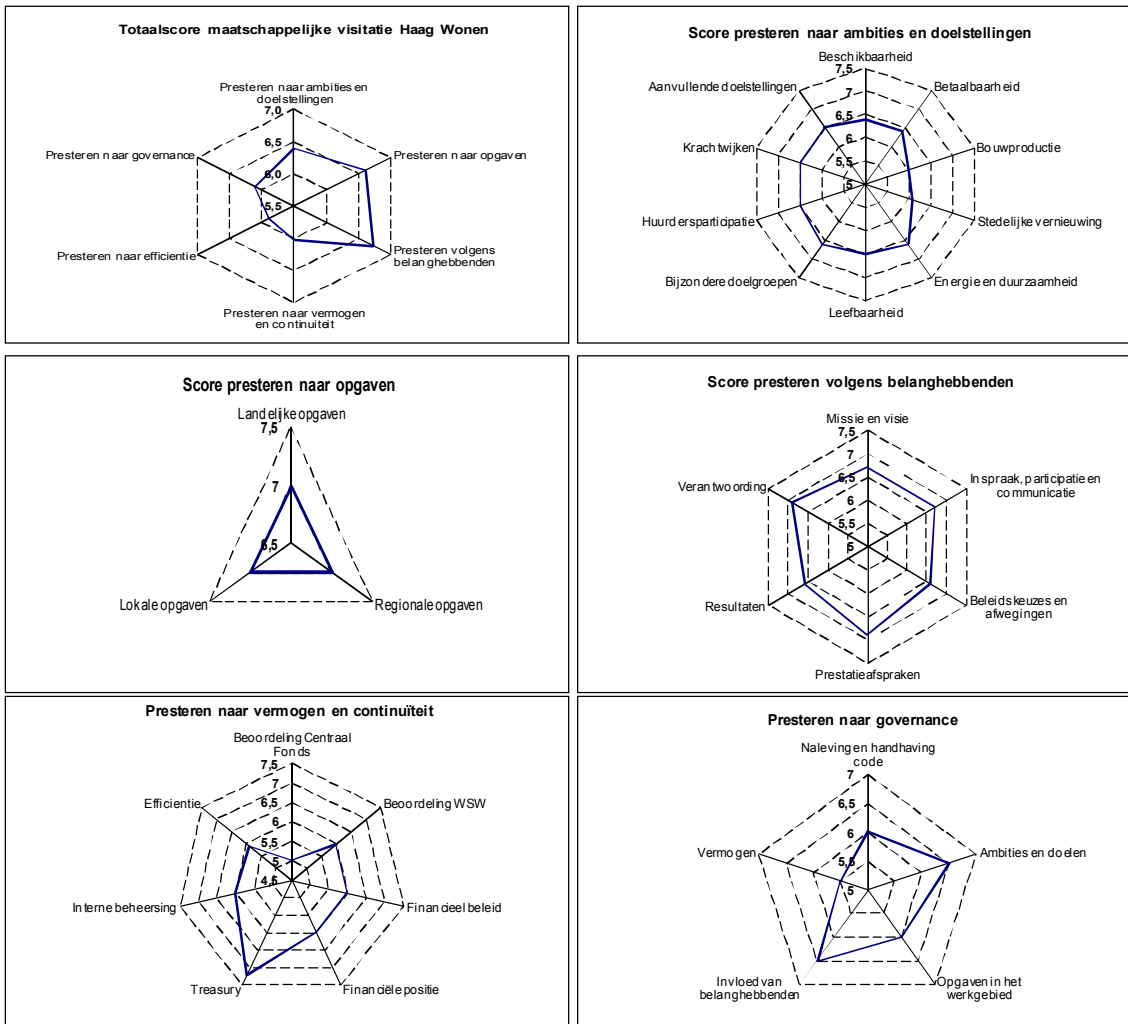 Totaalscore maatschappelijke visitatie Haag Wonen
Presteren naar ambities en
doelstellingen
7,0
6,5
6,0
5,5
Presteren naar opgaven
Presteren volgens
belanghebbenden
Presteren naar vermogen
en continuiteit
Presteren naar efficientie
Presteren naar governance
Score presteren naar ambities en doelstellingen
Beschikbaarheid
7,5
7
6,5
6
5,5
5
Betaalbaarheid
Bouwproductie
Stedelijke vernieuwing
Energie en duurzaamheid
Leefbaarheid
Bijzondere doelgroepen
Huurdersparticipatie
Krachtwijken
Aanvullende doelstellingen
Score presteren naar opgaven
Landelijke opgaven
7,5
7
6,5
Lokale opgaven
Regionale opgaven
Score presteren volgens belanghebbenden
Missie en visie
7,5
7
6,5
6
5,5
5
Inspraak, participatie en
communicatie
Beleidskeuzes en
afwegingen
Prestatieafspraken
Resultaten
Verantwoording
Presteren naar vermogen en continuïteit
Beoordeling Centraal
Fonds
7,5
7
6,5
6
5,5
5
4,5
Beoordeling WSW
Financieel beleid
Financiële positie
Treasury
Interne beheersing
Efficientie
Presteren naar governance
Naleving en handhaving
code
7
6,5
6
5,5
5
Ambities en doelen
Opgaven in het
werkgebied
Invloed van
belanghebbenden
Vermogen